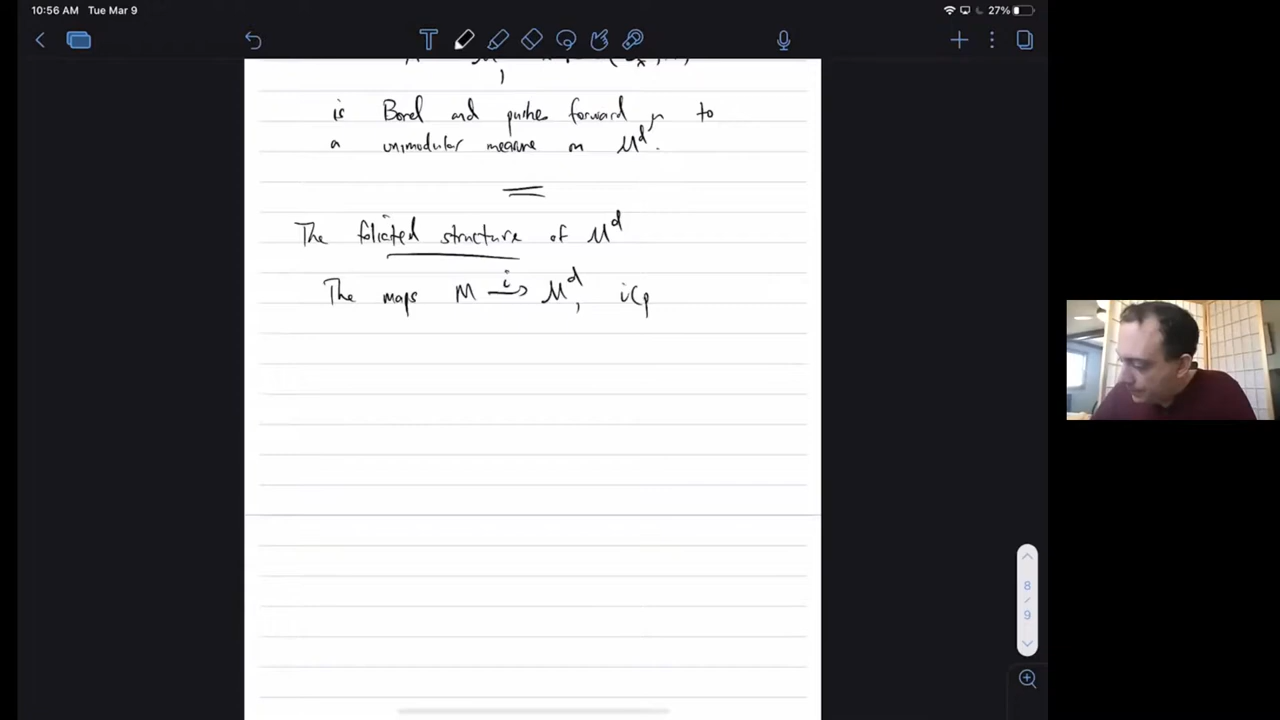 10:56 AM Tue Mar 9
27%
T
is Borel and pushes forward μ to
a unimodular measure on M^d.
The foliated structure of M^d
The maps M →^i M^d, i(p
8
/
9